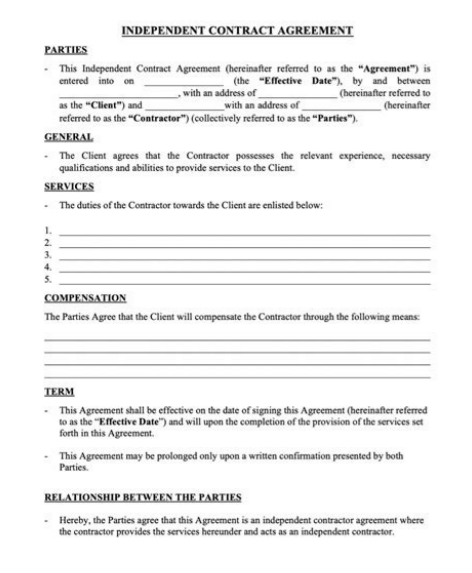 INDEPENDENT CONTRACT AGREEMENT
PARTIES
- This Independent Contract Agreement (hereinafter referred to as the “Agreement”) is
entered into on ________________ (the “Effective Date”), by and between
________________________, with an address of ________________ (hereinafter referred to
as the “Client”) and ________________with an address of ________________ (hereinafter
referred to as the “Contractor”) (collectively referred to as the “Parties”).
GENERAL
- The Client agrees that the Contractor possesses the relevant experience, necessary
qualifications and abilities to provide services to the Client.
SERVICES
- The duties of the Contractor towards the Client are enlisted below:
1.
2.
3.
4.
5.
COMPENSATION
The Parties Agree that the Client will compensate the Contractor through the following means:
TERM
- This Agreement shall be effective on the date of signing this Agreement (hereinafter referred
to as the “Effective Date”) and will upon the completion of the provision of the services set
forth in this Agreement.
- This Agreement may be prolonged only upon a written confirmation presented by both
Parties.
RELATIONSHIP BETWEEN THE PARTIES
- Hereby, the Parties agree that this Agreement is an independent contractor agreement where
the contractor provides the services hereunder and acts as an independent contractor.